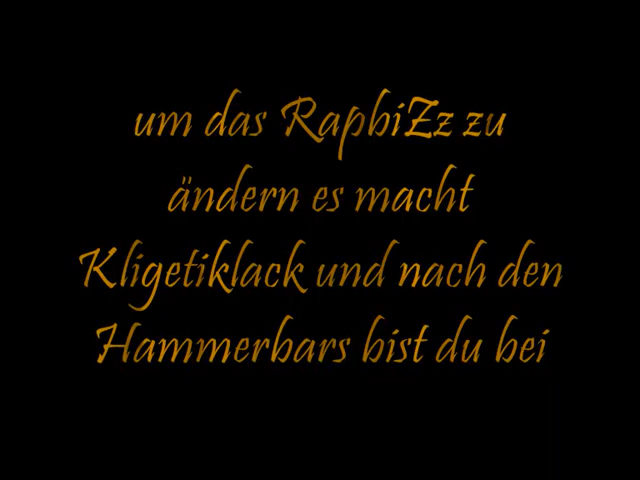 um das RapbiZz zu
ändern es macht
Kligetiklack und nach den
Hammerbars bist du bei